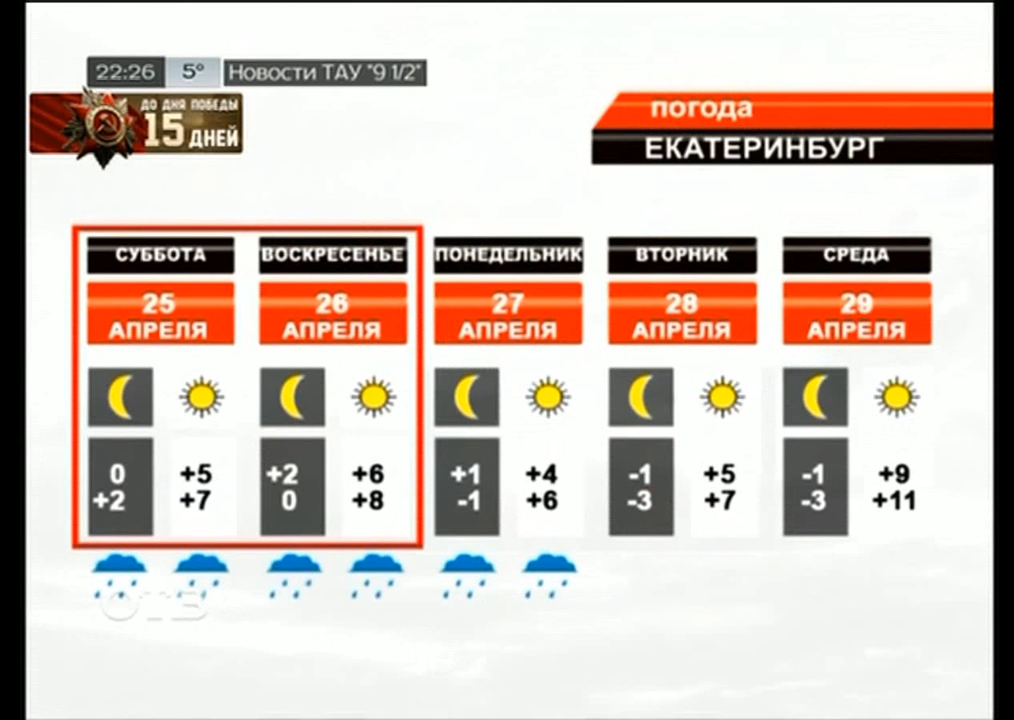 22:26 5° Новости ТАУ "9 1/2"
ДО ДНЯ ПОБЕДЫ
15 ДНЕЙ
погода
ЕКАТЕРИНБУРГ
СУББОТА ВОСКРЕСЕНЬЕ ПОНЕДЕЛЬНИК ВТОРНИК СРЕДА
25 26 27 28 29
АПРЕЛЯ АПРЕЛЯ АПРЕЛЯ АПРЕЛЯ АПРЕЛЯ
0 +5 +2 +6 +1 +4 -1 +5 -1 +9
+2 +7 0 +8 -1 +6 -3 +7 -3 +11
ОТВ